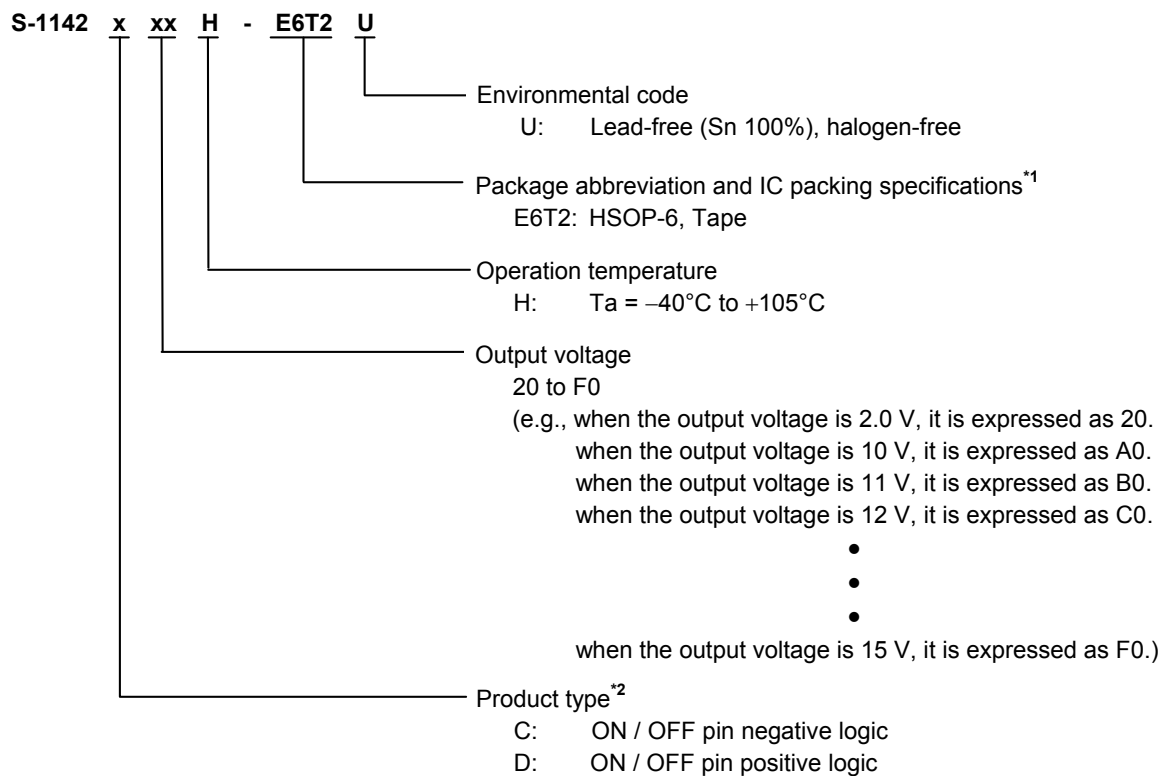 S-1142 x xx H - E6T2 U
Environmental code
U: Lead-free (Sn 100%), halogen-free
Package abbreviation and IC packing specifications*1
E6T2: HSOP-6, Tape
Operation temperature
H: Ta = −40°C to +105°C
Output voltage
20 to F0
(e.g., when the output voltage is 2.0 V, it is expressed as 20.
when the output voltage is 10 V, it is expressed as A0.
when the output voltage is 11 V, it is expressed as B0.
when the output voltage is 12 V, it is expressed as C0.
•
•
•
when the output voltage is 15 V, it is expressed as F0.)
Product type*2
C: ON / OFF pin negative logic
D: ON / OFF pin positive logic